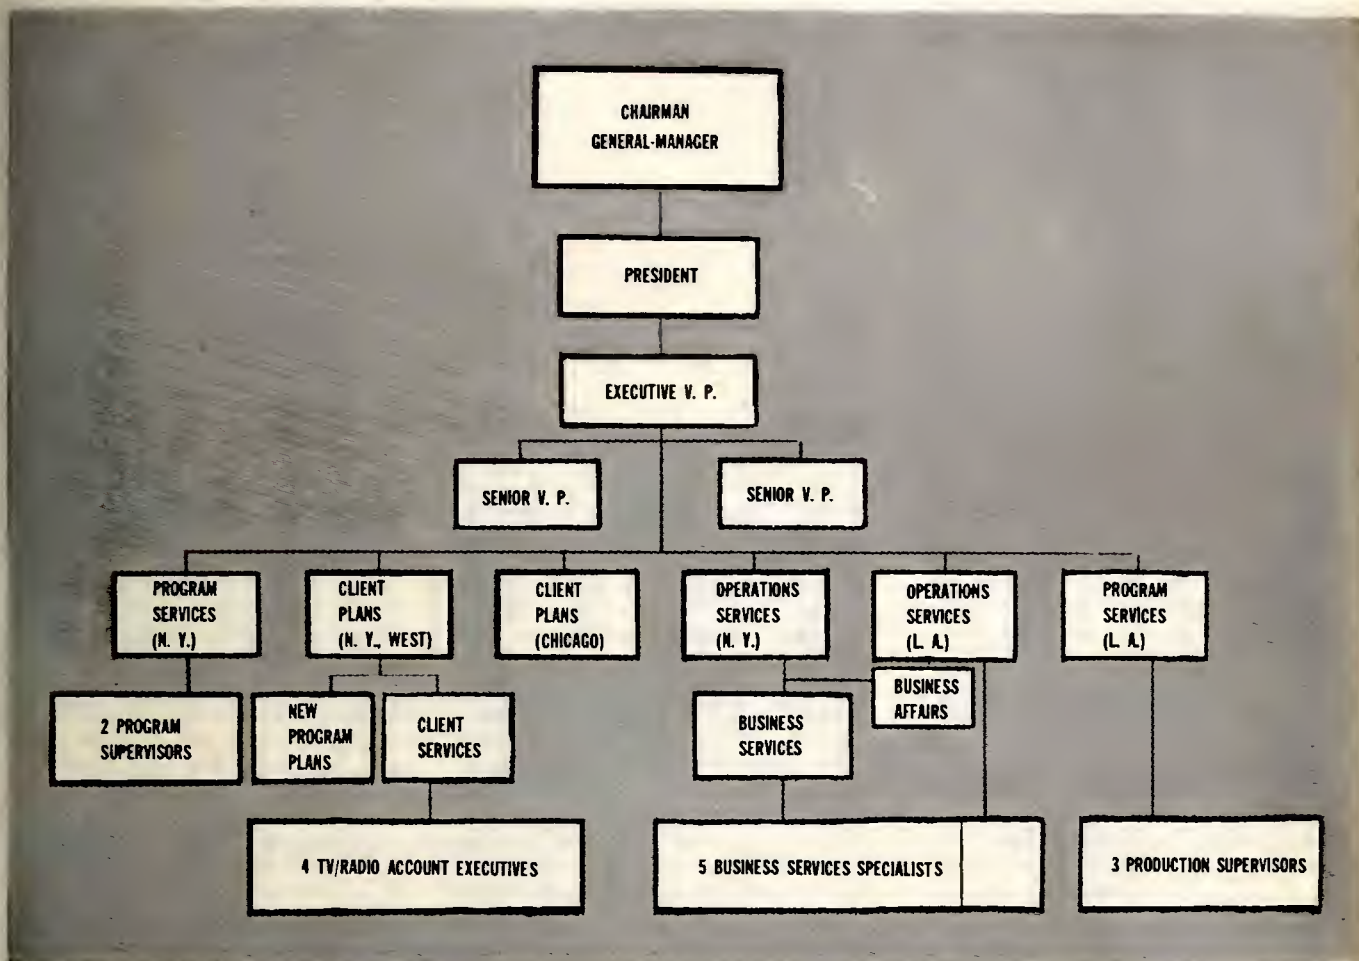 CHAIRMAN
GENERAL-MANAGER
PRESIDENT
EXECUTIVE V. P.
SENIOR V. P.
SENIOR V. P.
PROGRAM
SERVICES
(N. Y.)
CLIENT
PLANS
(N. Y., WEST)
CLIENT
PLANS
(CHICAGO)
OPERATIONS
SERVICES
(N. Y.)
OPERATIONS
SERVICES
(L. A.)
PROGRAM
SERVICES
(L. A.)
2 PROGRAM
SUPERVISORS
NEW
PROGRAM
PLANS
CLIENT
SERVICES
BUSINESS
SERVICES
BUSINESS
AFFAIRS
4 TV/RADIO ACCOUNT EXECUTIVES
5 BUSINESS SERVICES SPECIALISTS
3 PRODUCTION SUPERVISORS